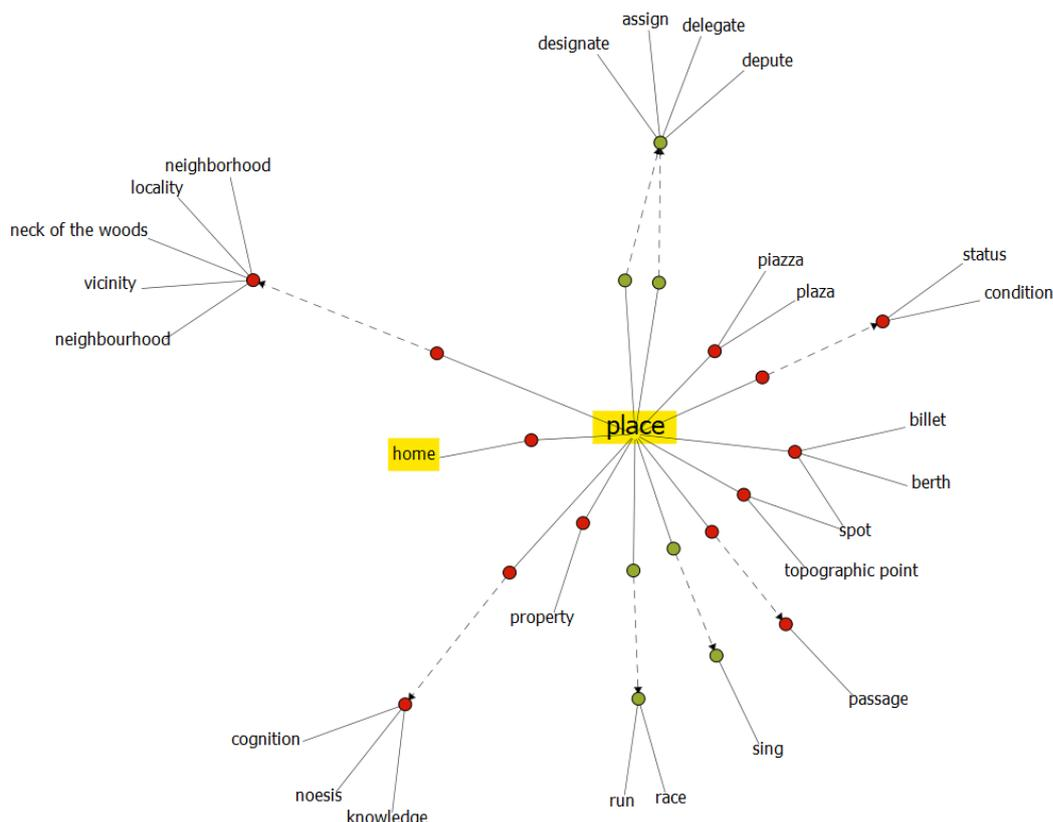 assign
delegate
designate
depute
neighborhood
locality
neck of the woods
vicinity
neighbourhood
piazza
plaza
status
condition
place
home
billet
berth
spot
topographic point
property
passage
cognition
sing
noesis
run
race
knowledge